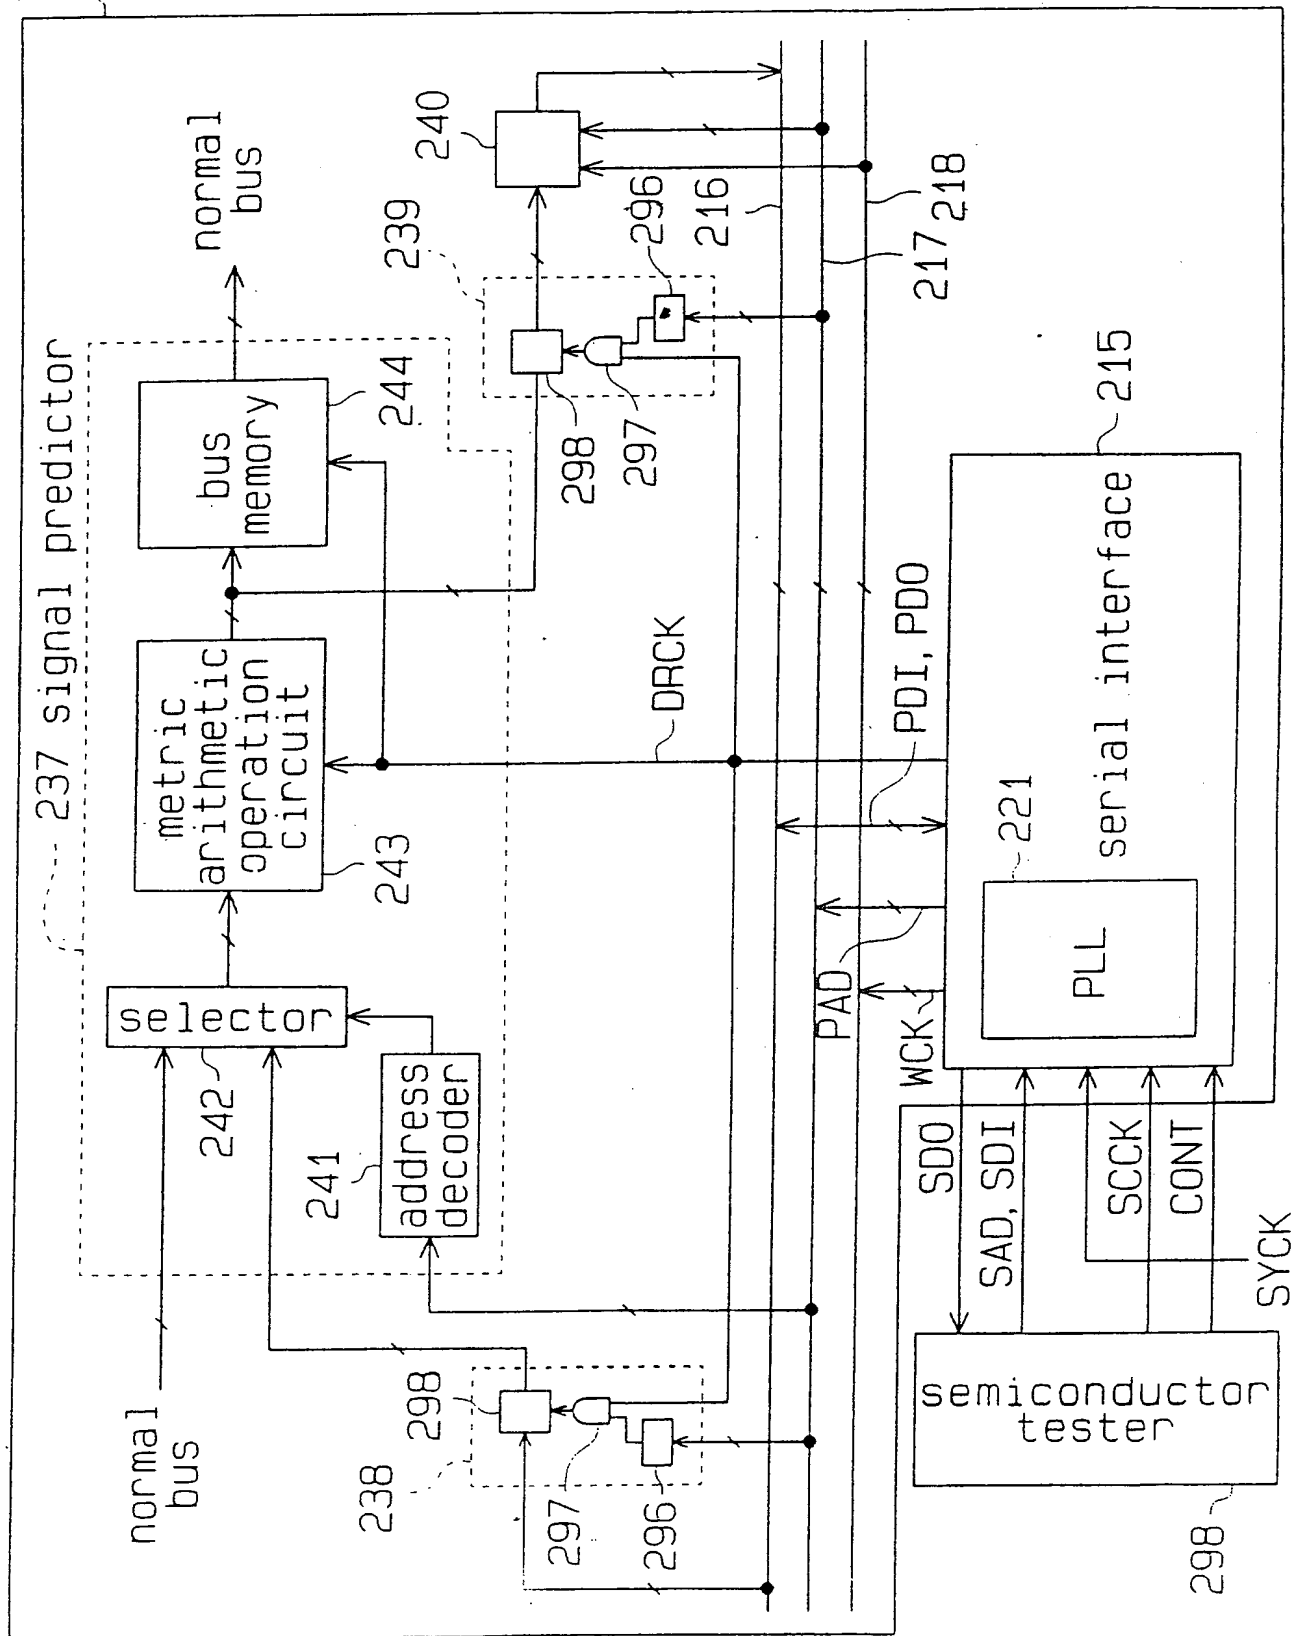 237 signal predictor
normal
bus
bus
memory
244
metric
arithmetic
operation
circuit
243
selector
242
address
decoder
241
normal
bus
240
239
296
298
297
216
217
218
DRCK
PDI, PDO
PAD
WCK
298
297
296
238
serial interface
215
PLL
221
SDO
SAD, SDI
SCCK
CONT
SYCK
semiconductor
tester
298